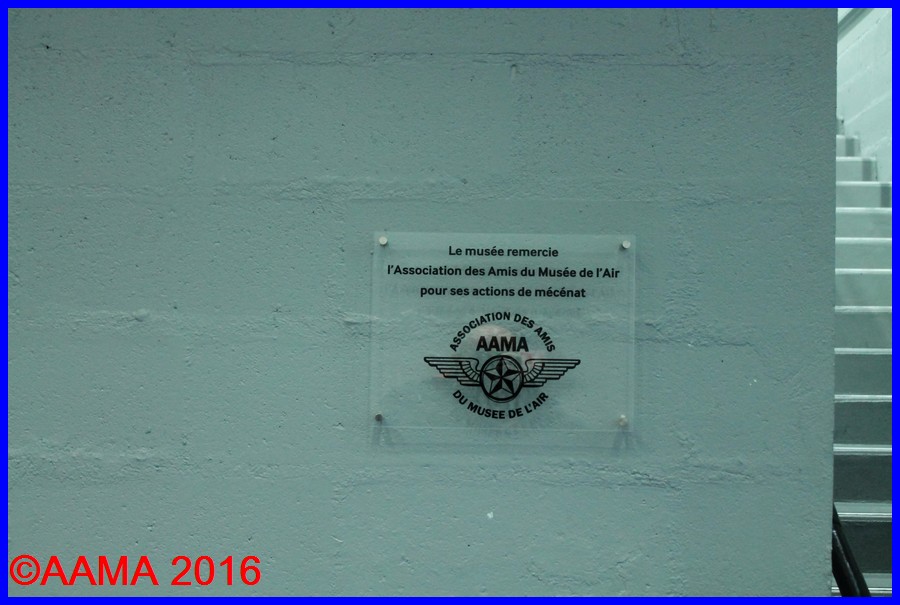 Le musée remercie
l'Association des Amis du Musée de l'Air
pour ses actions de mécénat
ASSOCIATION DES AMIS
AAMA
DU MUSEE DE L'AIR
©AAMA 2016